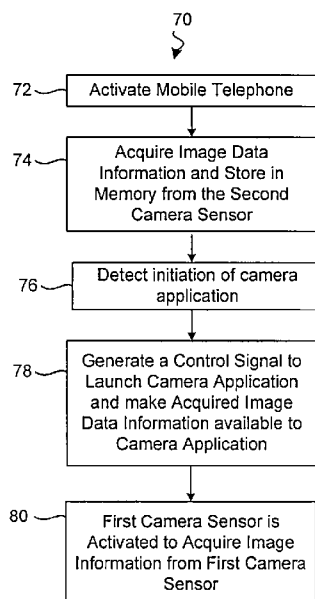 70
72
Activate Mobile Telephone
74
Acquire Image Data
Information and Store in
Memory from the Second
Camera Sensor
76
Detect initiation of camera
application
78
Generate a Control Signal to
Launch Camera Application
and make Acquired Image
Data Information available to
Camera Application
80
First Camera Sensor is
Activated to Acquire Image
Information from First Camera
Sensor